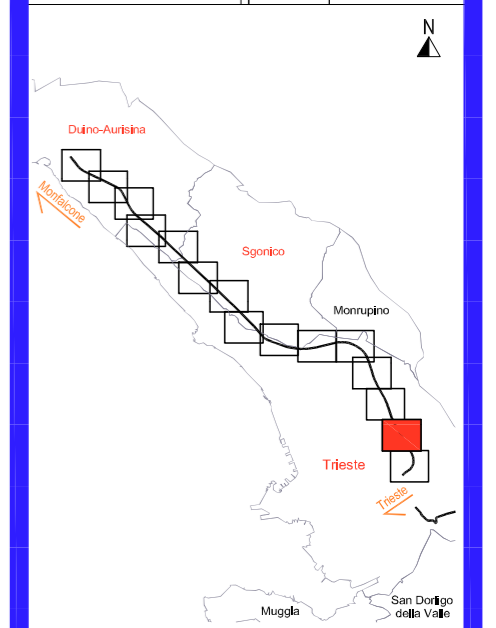 N
Duino-Aurisina
Monfalcone
Sgonico
Monrupino
Trieste
Trieste
Muggia
San Dorligo
della Valle